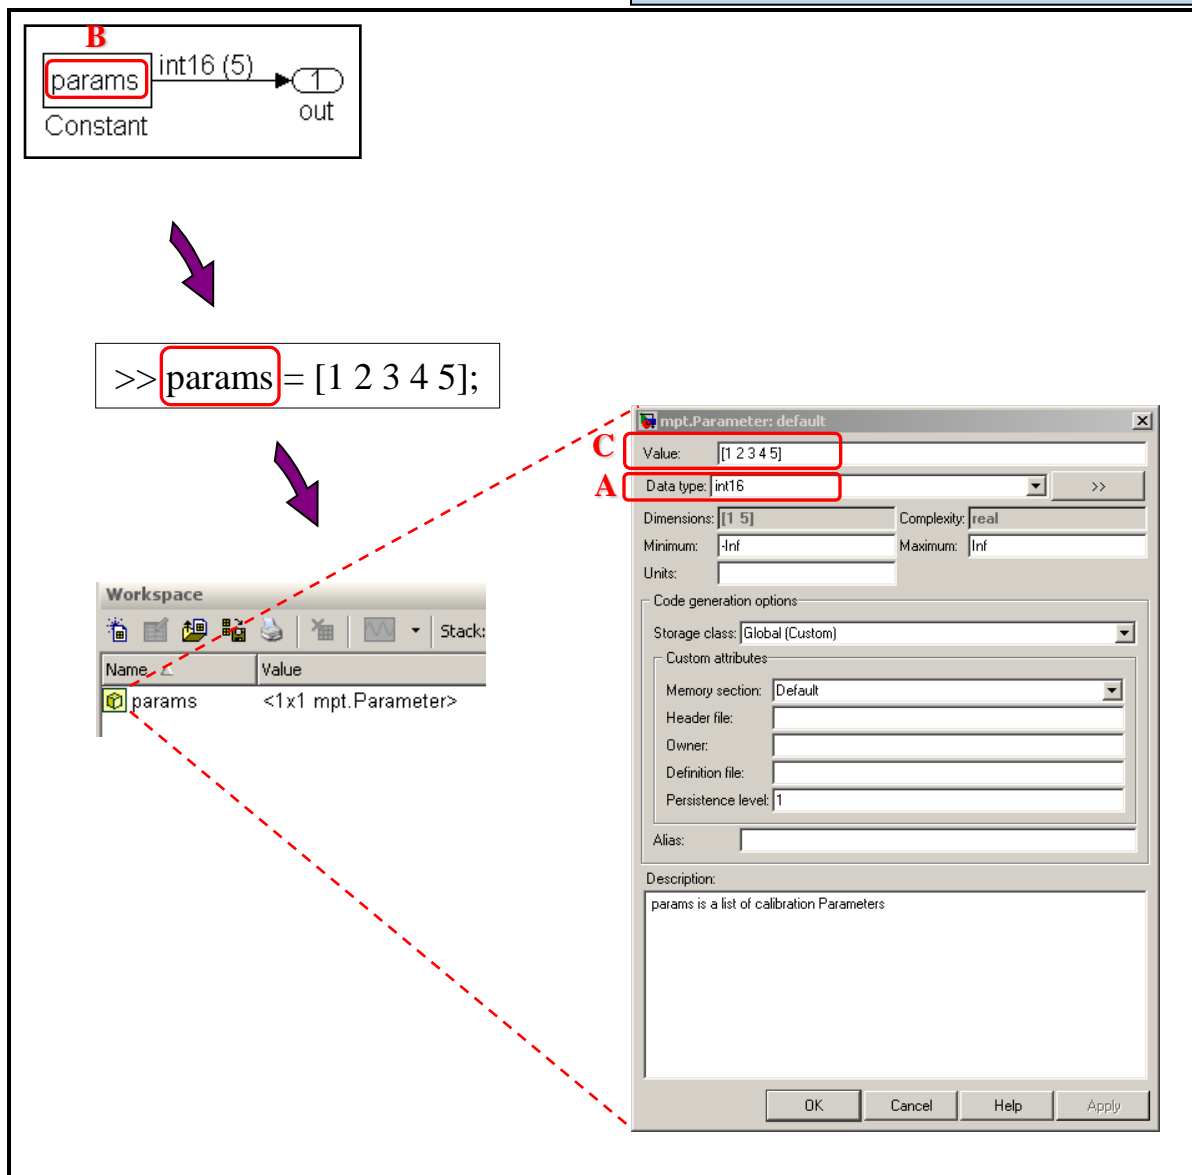 B
params
int16 (5)
1
Constant
out
>> params = [1 2 3 4 5];
Workspace
Stack:
Name
Value
params
<1x1 mpt.Parameter>
mpt.Parameter: default
C
Value: [1 2 3 4 5]
A
Data type: int16
>>
Dimensions: [1 5]
Complexity: real
Minimum: -Inf
Maximum: Inf
Units:
Code generation options
Storage class: Global (Custom)
Custom attributes
Memory section: Default
Header file:
Owner:
Definition file:
Persistence level: 1
Alias:
Description:
params is a list of calibration Parameters
OK
Cancel
Help
Apply